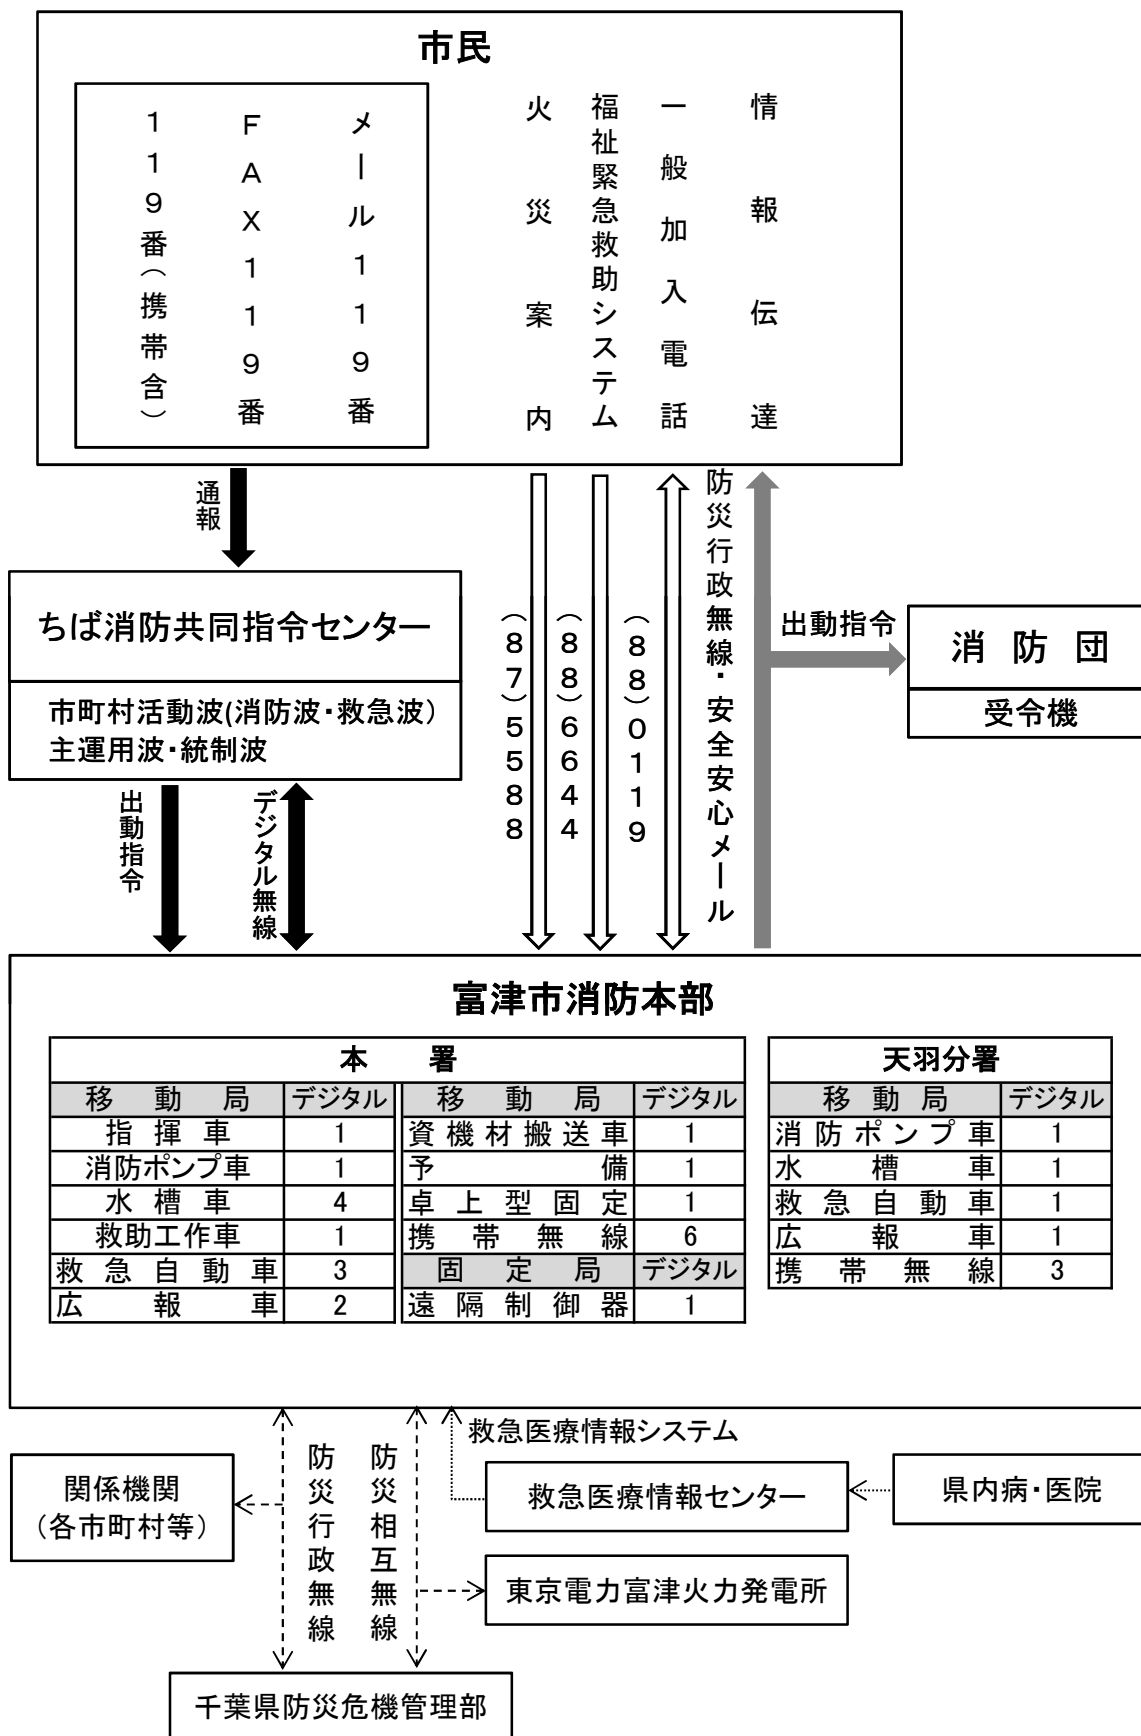 市民
119番(携帯含)
FAX119番
メール119番
火災案内
福祉緊急救助システム
一般加入電話
情報伝達
通報
ちば消防共同指令センター
市町村活動波(消防波・救急波)
主運用波・統制波
(87)5588
(88)6644
(88)0119
防災行政無線・安全安心メール
出動指令
消防団
受令機
出動指令
デジタル無線
富津市消防本部
本署
移動局 デジタル 移動局 デジタル
指揮車 1 資機材搬送車 1
消防ポンプ車 1 予備 1
水槽車 4 卓上型固定 1
救助工作車 1 携帯無線 6
救急自動車 3 固定局 デジタル
広報車 2 遠隔制御器 1
天羽分署
移動局 デジタル
消防ポンプ車 1
水槽車 1
救急自動車 1
広報車 1
携帯無線 3
救急医療情報システム
関係機関
(各市町村等)
防災行政無線
防災相互無線
救急医療情報センター
県内病・医院
東京電力富津火力発電所
千葉県防災危機管理部